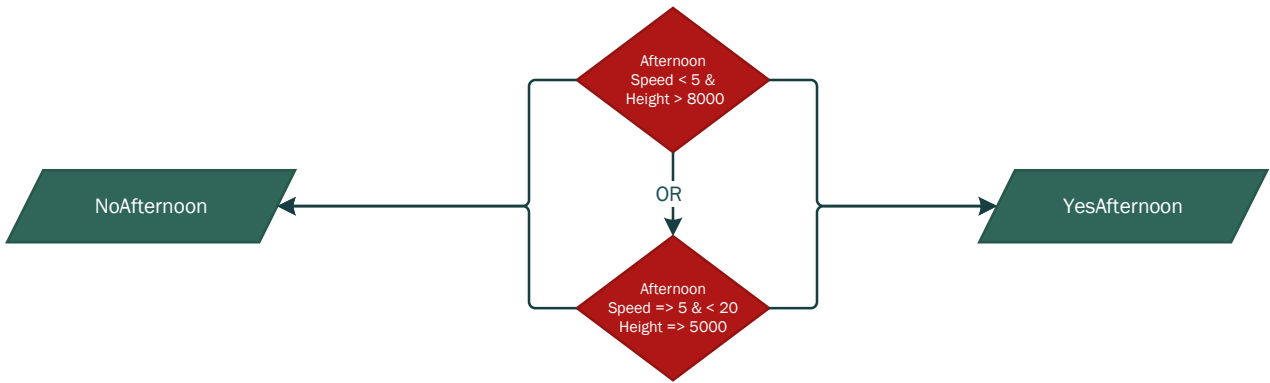 Afternoon
Speed < 5 &
Height > 8000
NoAfternoon
OR
YesAfternoon
Afternoon
Speed => 5 & < 20
Height => 5000